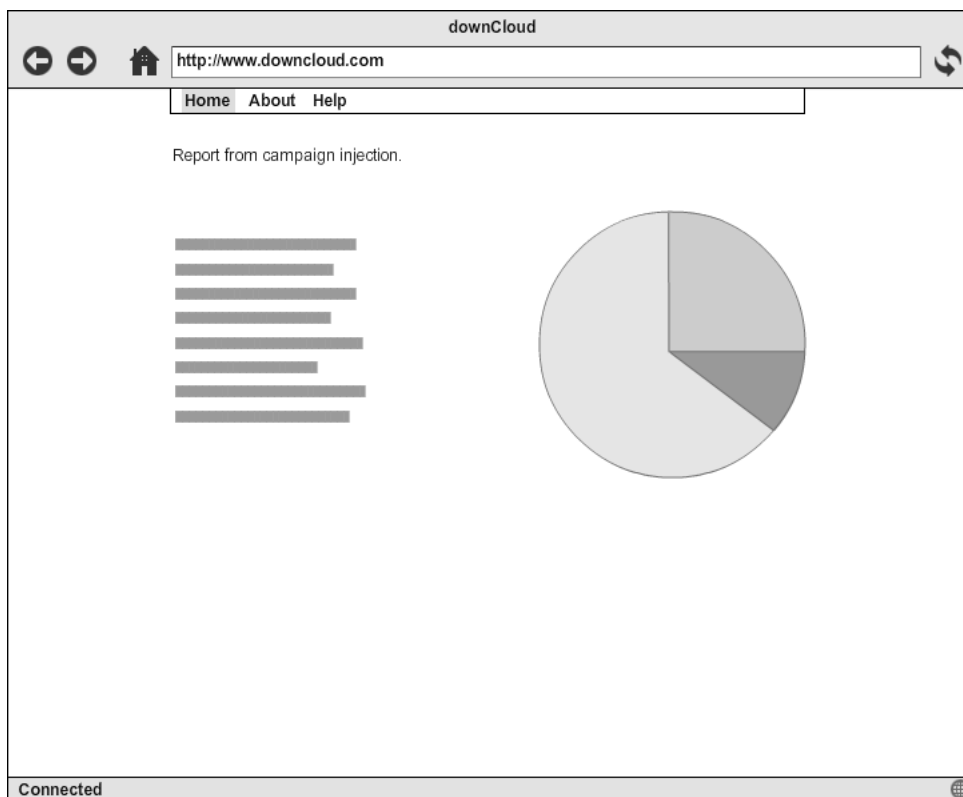 downCloud
http://www.downcloud.com
Home About Help
Report from campaign injection.
Connected